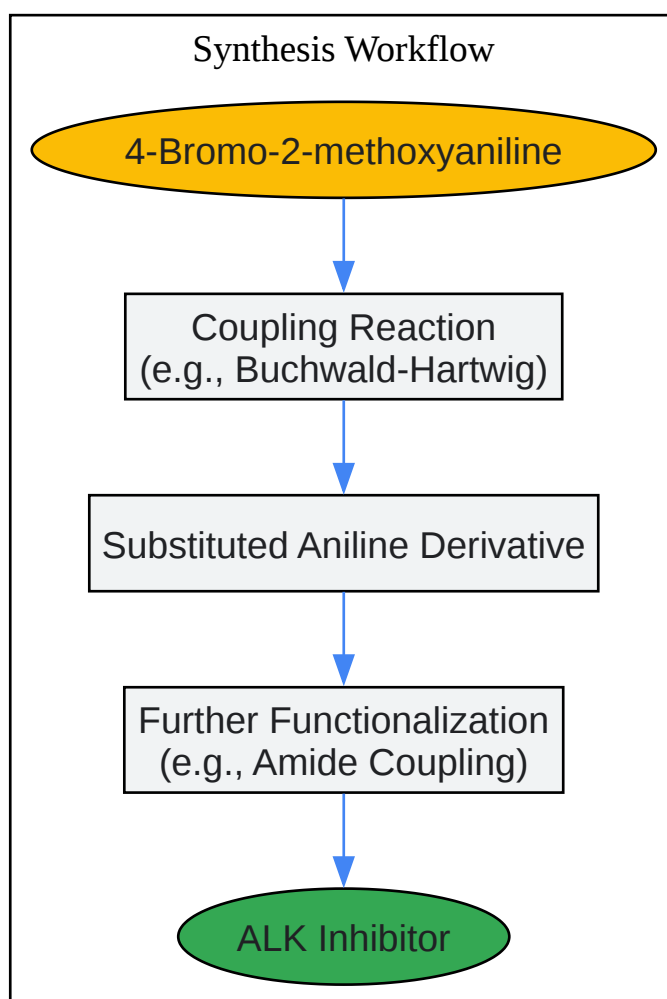 Synthesis Workflow
4-Bromo-2-methoxyaniline
Coupling Reaction
(e.g., Buchwald-Hartwig)
Substituted Aniline Derivative
Further Functionalization
(e.g., Amide Coupling)
ALK Inhibitor